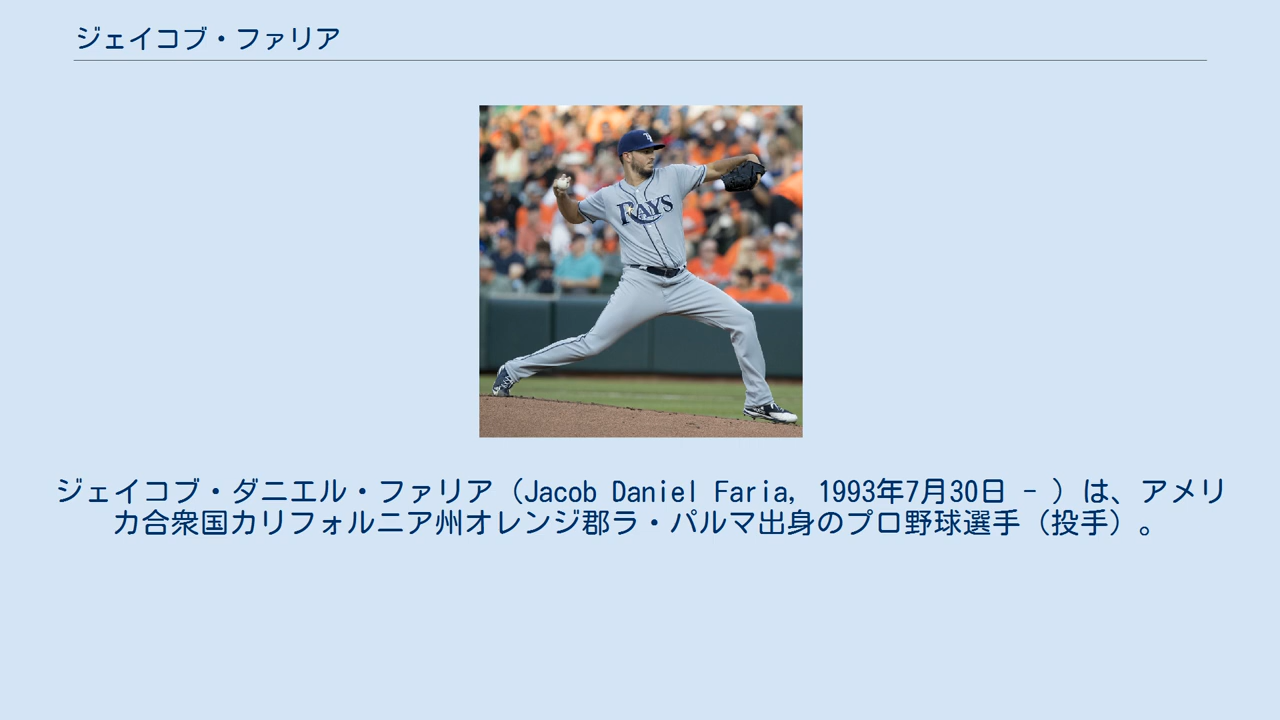 ジェイコブ・ファリア
RAYS
ジェイコブ・ダニエル・ファリア（Jacob Daniel Faria, 1993年7月30日 - ）は、アメリ
カ合衆国カリフォルニア州オレンジ郡ラ・パルマ出身のプロ野球選手（投手）。